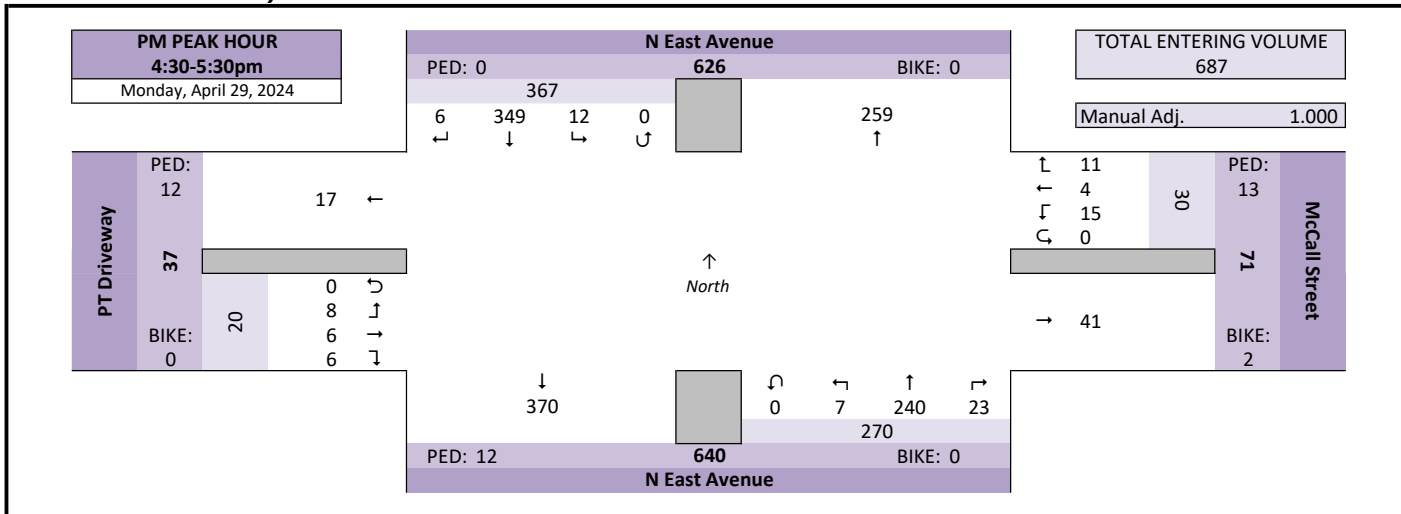 PM PEAK HOUR
4:30-5:30pm
Monday, April 29, 2024
N East Avenue
PED: 0 626 BIKE: 0
367
6 349 12 0
↵ ↓ ↳ ↺
259
↑
TOTAL ENTERING VOLUME
687
Manual Adj. 1.000
PT Driveway
PED:
12
37
BIKE:
0
20
17 ←
0
8
6 →
6
↑
North
11
← 4
15
0
30
→ 41
PED:
13
71
BIKE:
2
McCall Street
↓
370
↑
0 7 240 23
270
PED: 12 640 BIKE: 0
N East Avenue